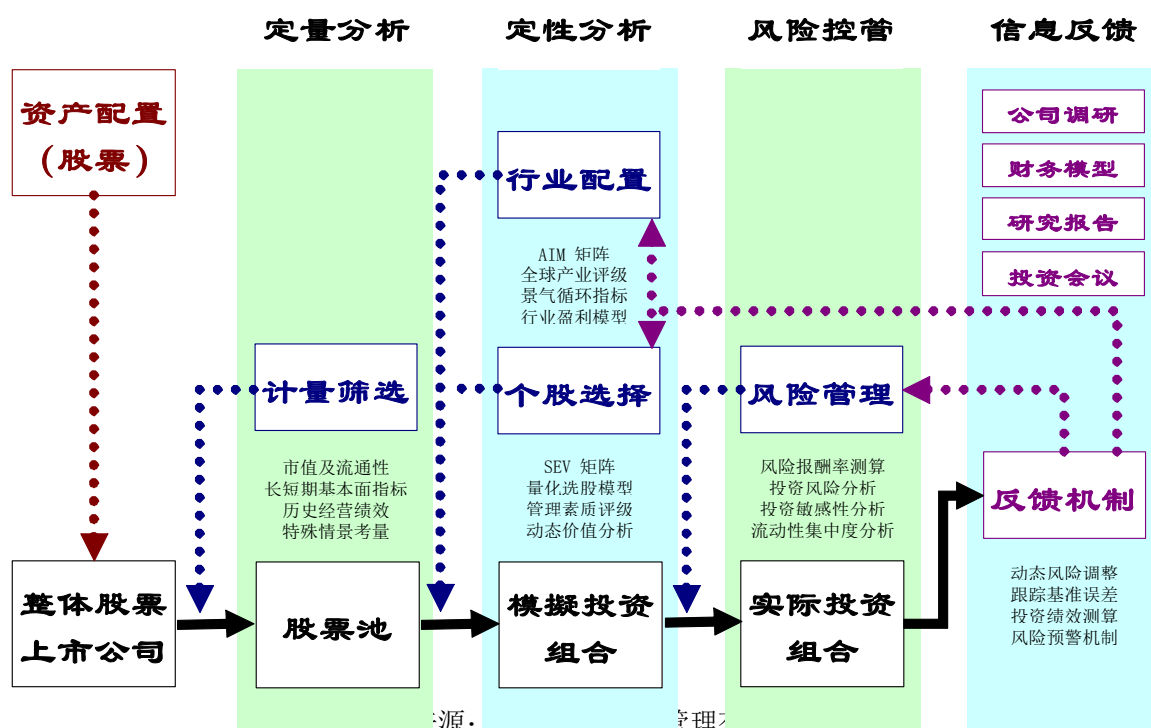 定量分析
定性分析
风险控管
信息反馈
资产配置
(股票)
公司调研
财务模型
研究报告
投资会议
行业配置
AIM 矩阵
全球产业评级
景气循环指标
行业盈利模型
计量筛选
市值及流通性
长短期基本面指标
历史经营绩效
特殊情景考量
个股选择
SEV 矩阵
量化选股模型
管理素质评级
动态价值分析
风险管理
风险报酬率测算
投资风险分析
投资敏感性分析
流动性集中度分析
反馈机制
动态风险调整
跟踪基准误差
投资绩效测算
风险预警机制
整体股票
上市公司
股票池
模拟投资
组合
实际投资
组合
源:
管理